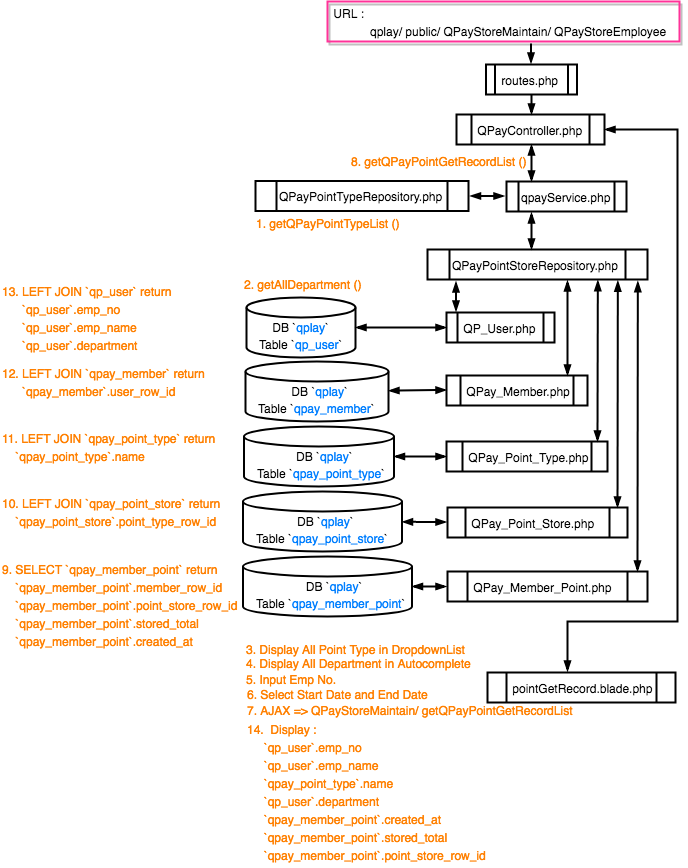 URL :
qplay/ public/ QPayStoreMaintain/ QPayStoreEmployee
routes.php
QPayController.php
8. getQPayPointGetRecordList ()
QPayPointTypeRepository.php
qpayService.php
1. getQPayPointTypeList ()
QPayPointStoreRepository.php
2. getAllDepartment ()
13. LEFT JOIN `qp_user` return
`qp_user`.emp_no
`qp_user`.emp_name
`qp_user`.department
DB `qplay`
Table `qp_user`
QP_User.php
12. LEFT JOIN `qpay_member` return
`qpay_member`.user_row_id
DB `qplay`
Table `qpay_member`
QPay_Member.php
11. LEFT JOIN `qpay_point_type` return
`qpay_point_type`.name
DB `qplay`
Table `qpay_point_type`
QPay_Point_Type.php
10. LEFT JOIN `qpay_point_store` return
`qpay_point_store`.point_type_row_id
DB `qplay`
Table `qpay_point_store`
QPay_Point_Store.php
9. SELECT `qpay_member_point` return
`qpay_member_point`.member_row_id
`qpay_member_point`.point_store_row_id
`qpay_member_point`.stored_total
`qpay_member_point`.created_at
DB `qplay`
Table `qpay_member_point`
QPay_Member_Point.php
3. Display All Point Type in DropdownList
4. Display All Department in Autocomplete
5. Input Emp No.
6. Select Start Date and End Date
7. AJAX => QPayStoreMaintain/ getQPayPointGetRecordList
pointGetRecord.blade.php
14. Display :
`qp_user`.emp_no
`qp_user`.emp_name
`qpay_point_type`.name
`qp_user`.department
`qpay_member_point`.created_at
`qpay_member_point`.stored_total
`qpay_member_point`.point_store_row_id